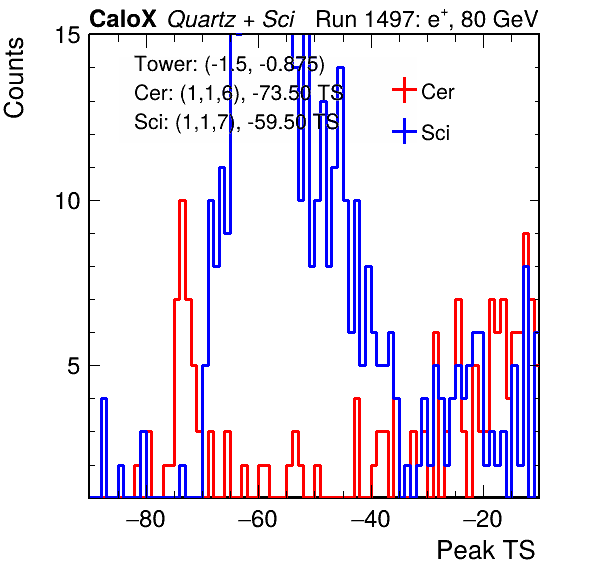 CaloX Quartz + Sci Run 1497: e+, 80 GeV
Counts
15
Tower: (-1.5, -0.875)
Cer: (1,1,6), -73.50 TS
Sci: (1,1,7), -59.50 TS
Cer
Sci
10
5
−80 −60 −40 −20
Peak TS